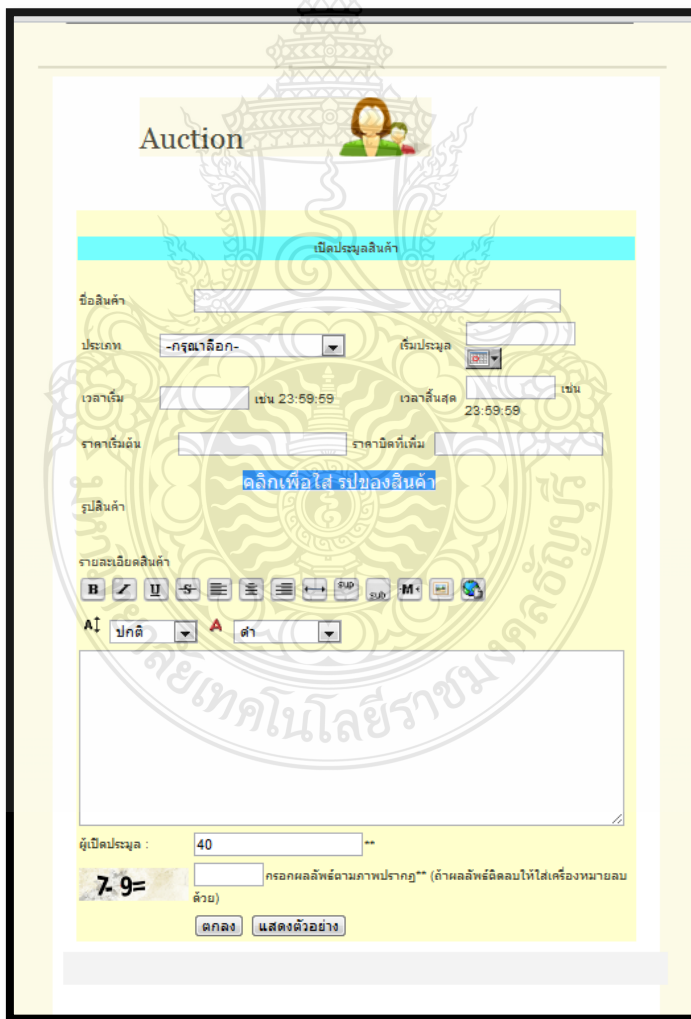 Auction
เปิดประมูลสินค้า
ชื่อสินค้า
ประเภท -กรุณาลือก- เริ่มประมูล
เวลาเริ่ม เช่น 23:59:59 เวลาสิ้นสุด เช่น
23:59:59
ราคาเริ่มต้น ราคาบิดที่เพิ่ม
คลิกเพื่อใส่ รูปของสินค้า
รูปสินค้า
รายละเอียดสินค้า
B I U S sup sub M
A ปกติ A ดำ
ผู้เปิดประมูล : 40 **
7-9= กรอกผลลัพธ์ตามภาพปรากฏ** (ถ้าผลลัพธ์ติดลบให้ใส่เครื่องหมายลบ
ด้วย)
ตกลง แสดงตัวอย่าง